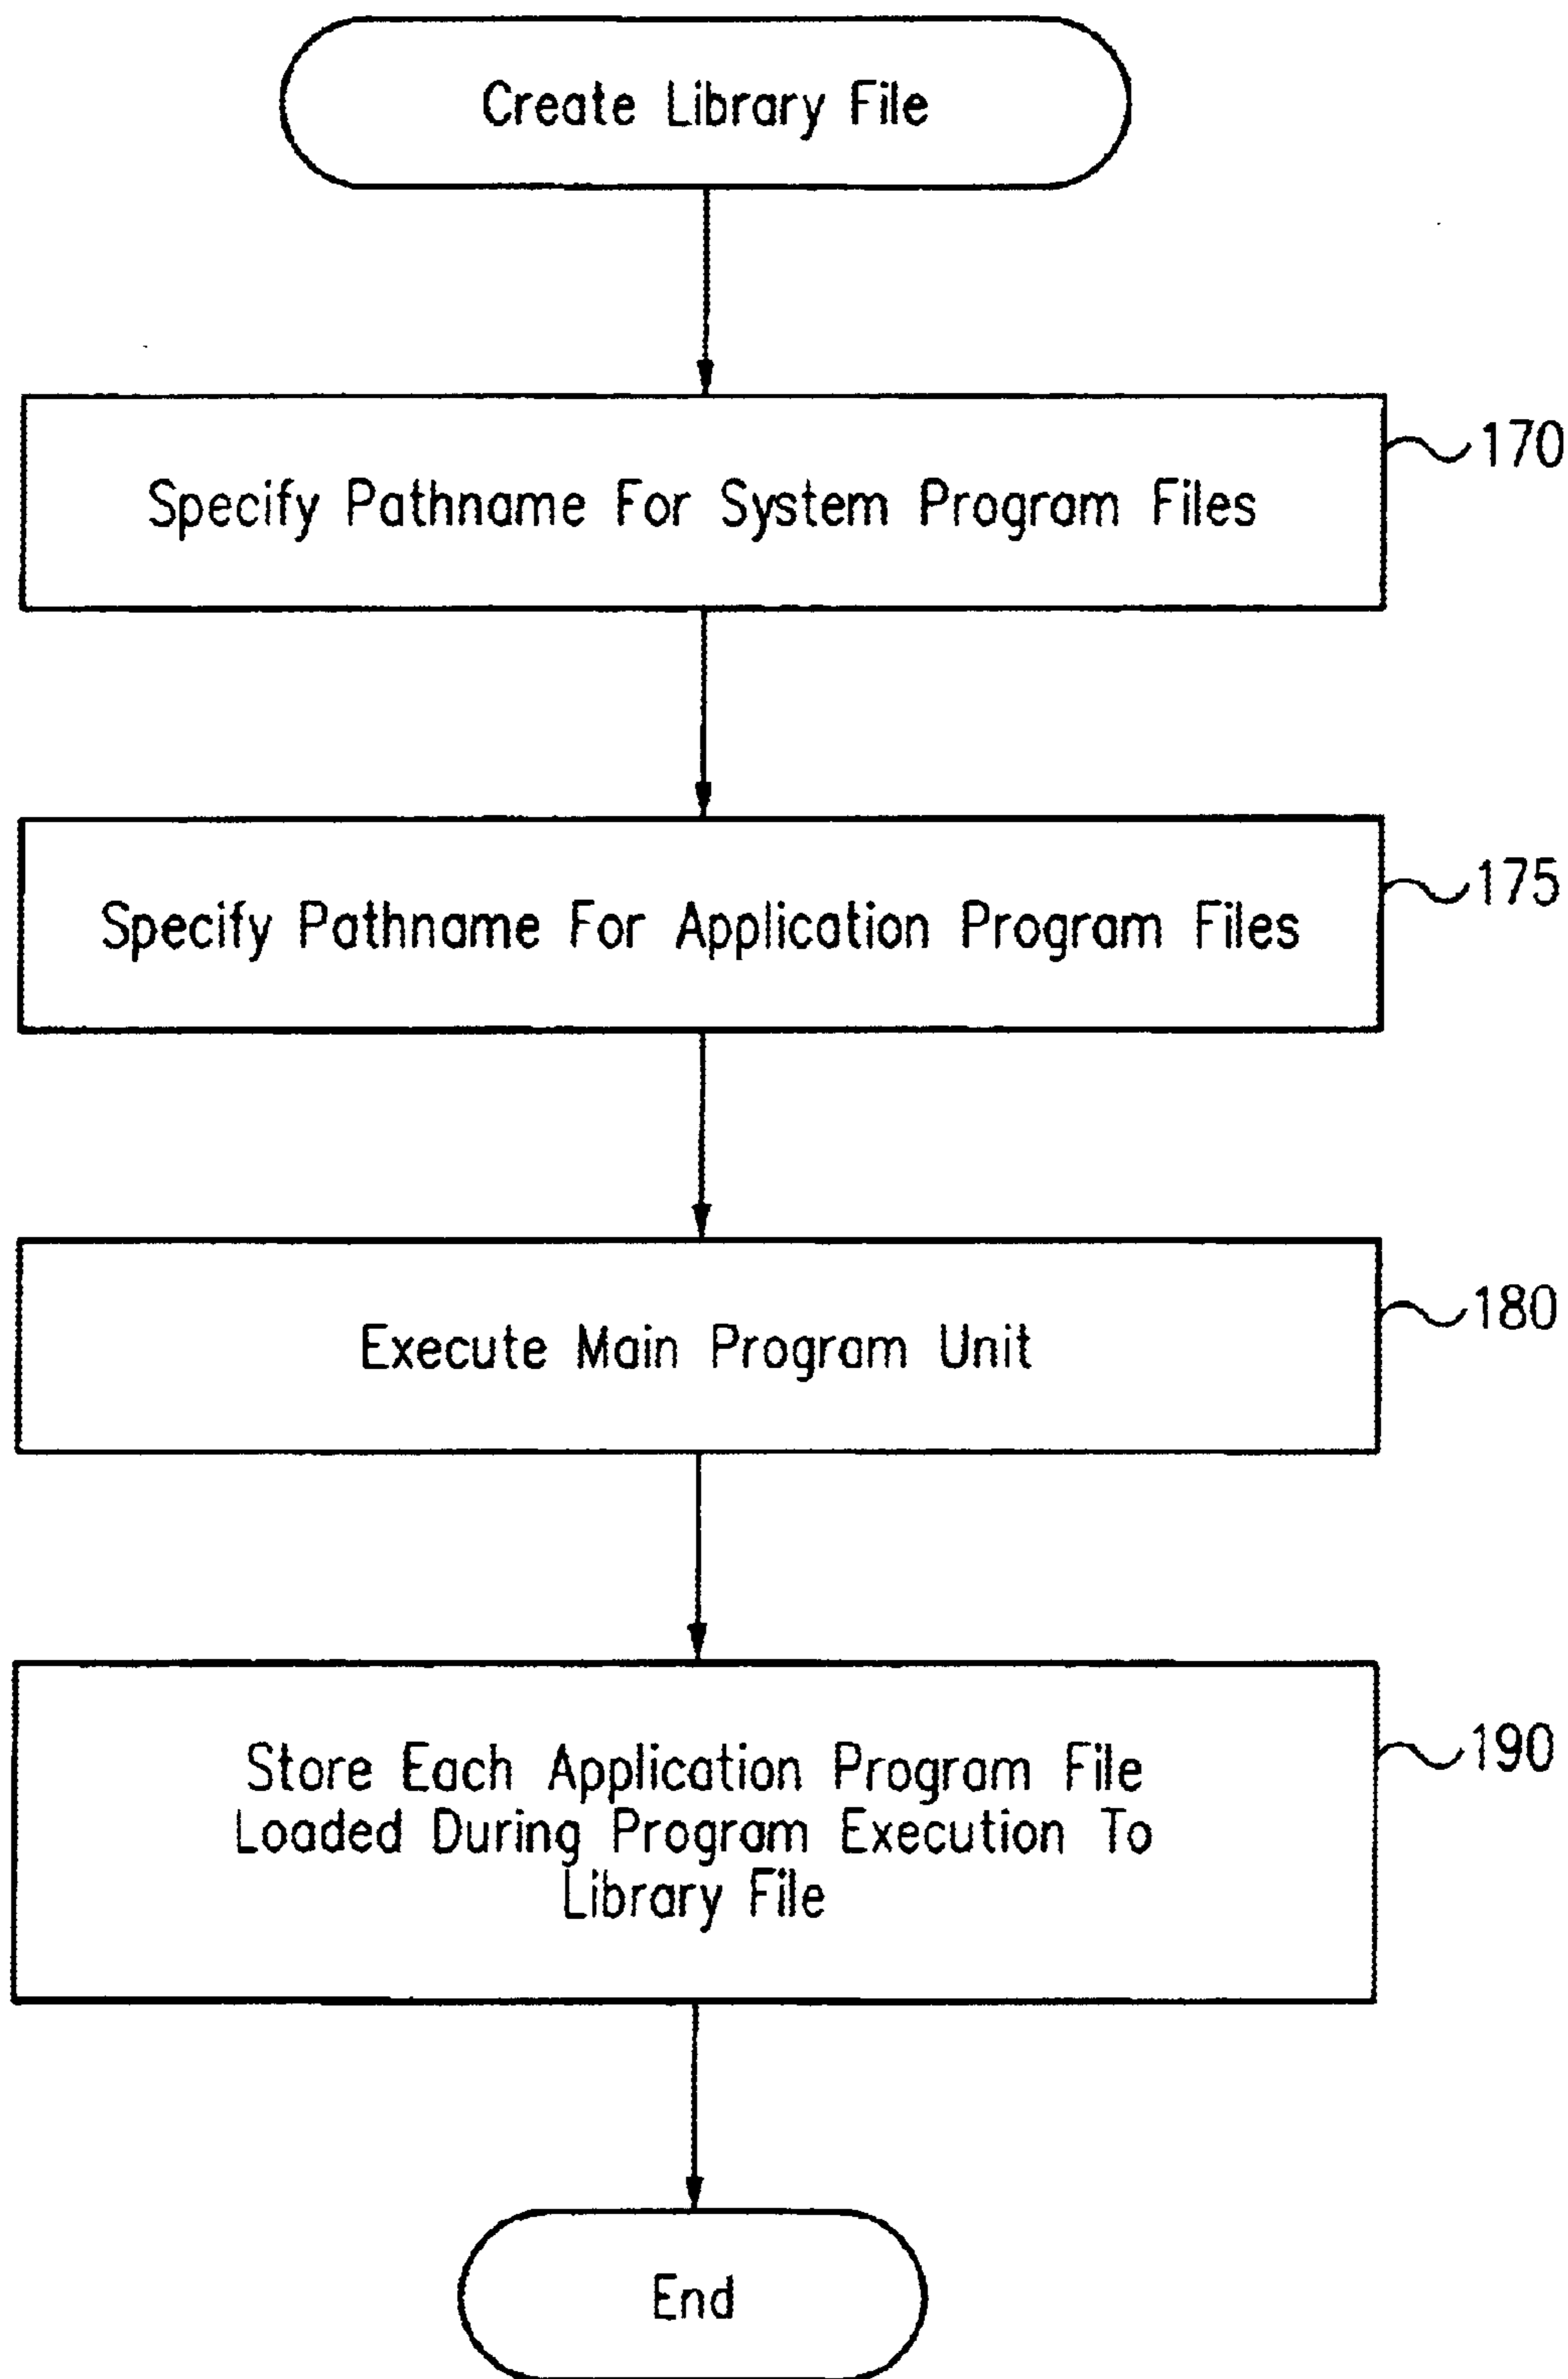 Create Library File
170
Specify Pathname For System Program Files
175
Specify Pathname For Application Program Files
180
Execute Main Program Unit
190
Store Each Application Program File
Loaded During Program Execution To
Library File
End